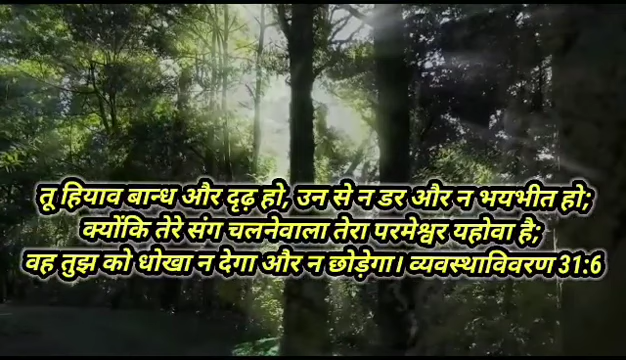 तू हियाव बान्ध और दृढ़ हो, उन से न डर और न भयभीत हो;
क्योंकि तेरे संग चलनेवाला तेरा परमेश्वर यहोवा है;
वह तुझ को धोखा न देगा और न छोड़ेगा। व्यवस्थाविवरण 31:6